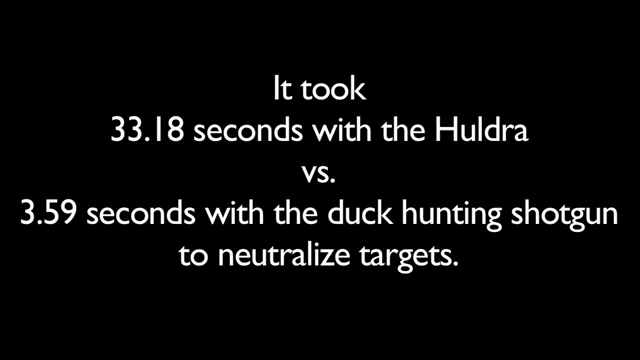 It took
33.18 seconds with the Huldra
vs.
3.59 seconds with the duck hunting shotgun
to neutralize targets.